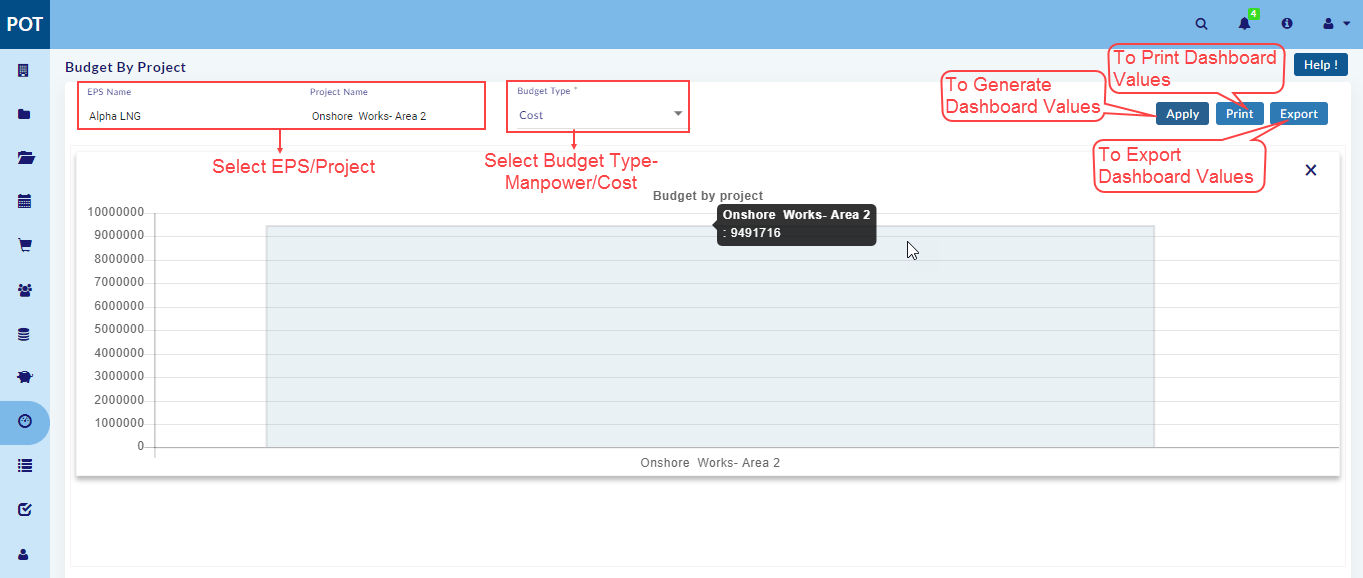 POT
4
Budget By Project
Help !
To Print Dashboard
Values
To Generate
Dashboard Values
EPS Name
Project Name
Budget Type *
Alpha LNG
Onshore  Works- Area 2
Cost
Apply
Print
Export
Select EPS/Project
Select Budget Type-
Manpower/Cost
To Export
Dashboard Values
Budget by project
Onshore  Works- Area 2
: 9491716
10000000
9000000
8000000
7000000
6000000
5000000
4000000
3000000
2000000
1000000
0
Onshore  Works- Area 2